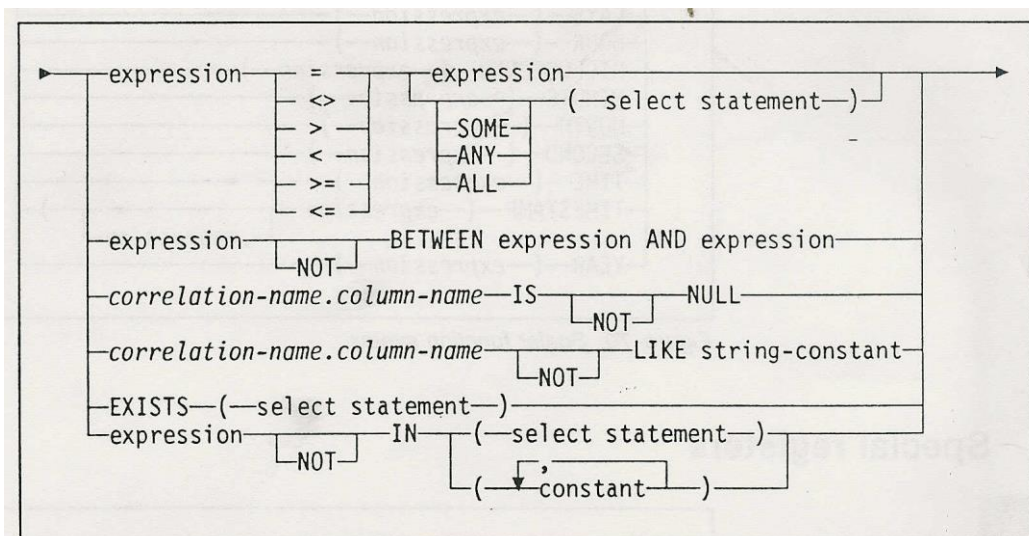 expression = expression
<> ( select statement )
> SOME
< ANY
>= ALL
<=
expression NOT BETWEEN expression AND expression
correlation-name.column-name IS NOT NULL
correlation-name.column-name NOT LIKE string-constant
EXISTS ( select statement )
expression NOT IN ( select statement )
( , constant )
Special registers